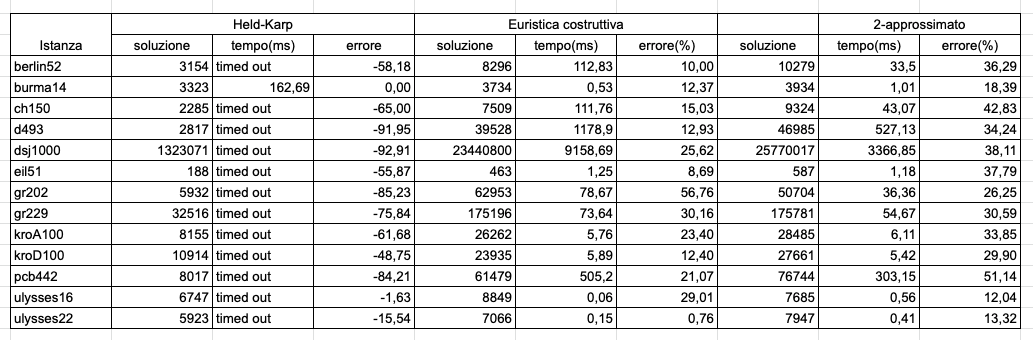 Held-Karp Euristica costruttiva 2-approssimato
Istanza soluzione tempo(ms) errore soluzione tempo(ms) errore(%) soluzione tempo(ms) errore(%)
berlin52 3154 timed out -58,18 8296 112,83 10,00 10279 33,5 36,29
burma14 3323 162,69 0,00 3734 0,53 12,37 3934 1,01 18,39
ch150 2285 timed out -65,00 7509 111,76 15,03 9324 43,07 42,83
d493 2817 timed out -91,95 39528 1178,9 12,93 46985 527,13 34,24
dsj1000 1323071 timed out -92,91 23440800 9158,69 25,62 25770017 3366,85 38,11
eil51 188 timed out -55,87 463 1,25 8,69 587 1,18 37,79
gr202 5932 timed out -85,23 62953 78,67 56,76 50704 36,36 26,25
gr229 32516 timed out -75,84 175196 73,64 30,16 175781 54,67 30,59
kroA100 8155 timed out -61,68 26262 5,76 23,40 28485 6,11 33,85
kroD100 10914 timed out -48,75 23935 5,89 12,40 27661 5,42 29,90
pcb442 8017 timed out -84,21 61479 505,2 21,07 76744 303,15 51,14
ulysses16 6747 timed out -1,63 8849 0,06 29,01 7685 0,56 12,04
ulysses22 5923 timed out -15,54 7066 0,15 0,76 7947 0,41 13,32